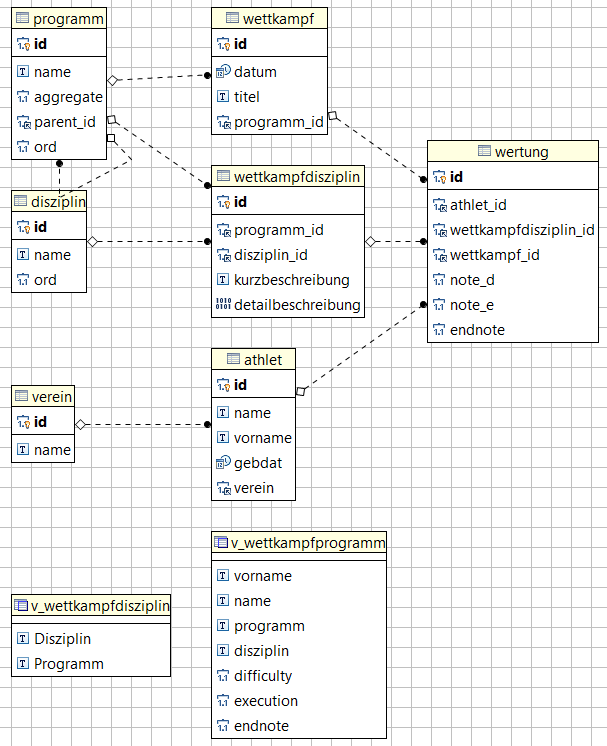 programm
id
name
aggregate
parent_id
ord
wettkampf
id
datum
titel
programm_id
wertung
id
athlet_id
wettkampfdisziplin_id
wettkampf_id
note_d
note_e
endnote
disziplin
id
name
ord
wettkampfdisziplin
id
programm_id
disziplin_id
kurzbeschreibung
detailbeschreibung
athlet
id
name
vorname
gebdat
verein
verein
id
name
v_wettkampfprogramm
vorname
name
programm
disziplin
difficulty
execution
endnote
v_wettkampfdisziplin
Disziplin
Programm